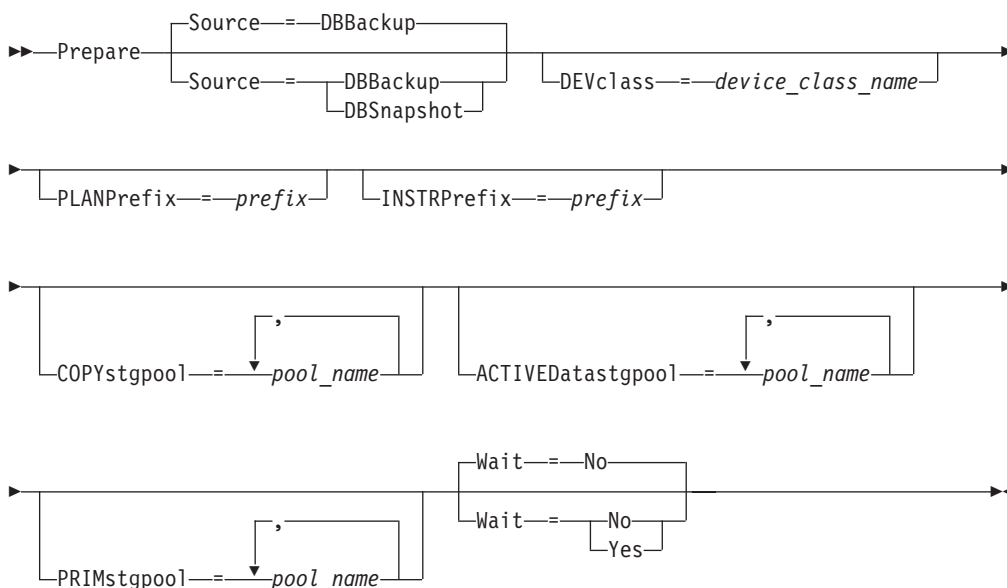 Source = DBBackup
Prepare
Source = DBBackup
DBSnapshot
DEVclass = device_class_name
PLANPrefix = prefix
INSTRPrefix = prefix
,
COPYstgpool = pool_name
,
ACTIVEDatastgpool = pool_name
,
PRIMstgpool = pool_name
Wait = No
Wait = No
Yes